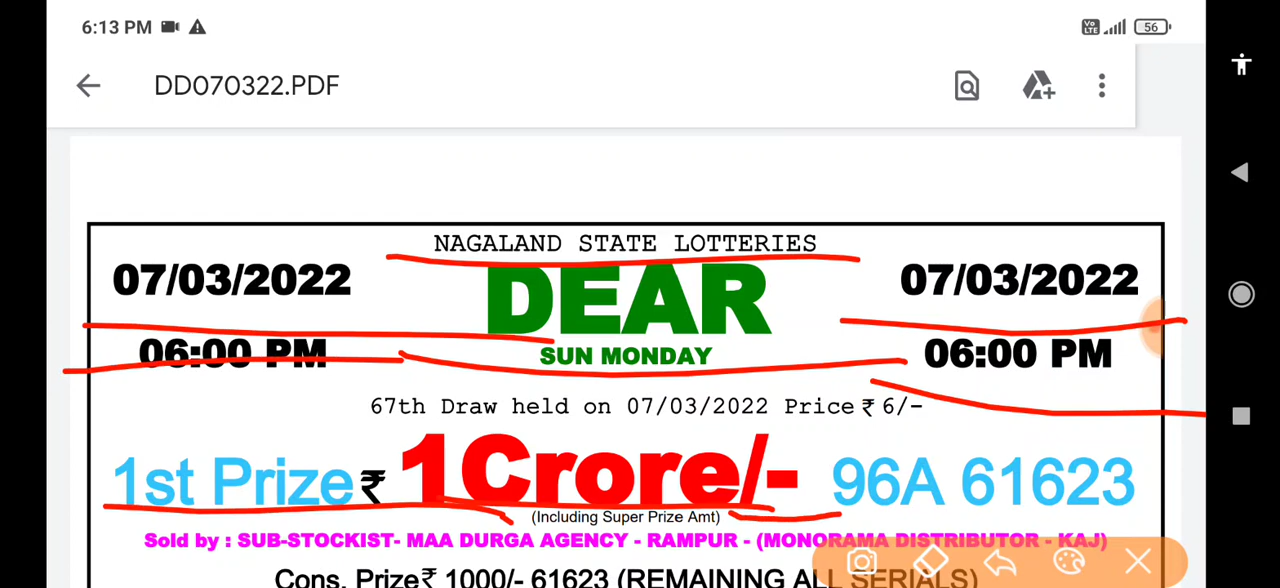 6:13 PM
Vo LTE 56
DD070322.PDF
NAGALAND STATE LOTTERIES
07/03/2022 DEAR 07/03/2022
06:00 PM SUN MONDAY 06:00 PM
67th Draw held on 07/03/2022 Price ₹ 6/-
1st Prize ₹ 1Crore/- 96A 61623
(Including Super Prize Amt)
Sold by : SUB-STOCKIST- MAA DURGA AGENCY - RAMPUR - (MONORAMA DISTRIBUTOR - KAJ)
Cons. Prize ₹ 1000/- 61623 (REMAINING ALL SERIALS)